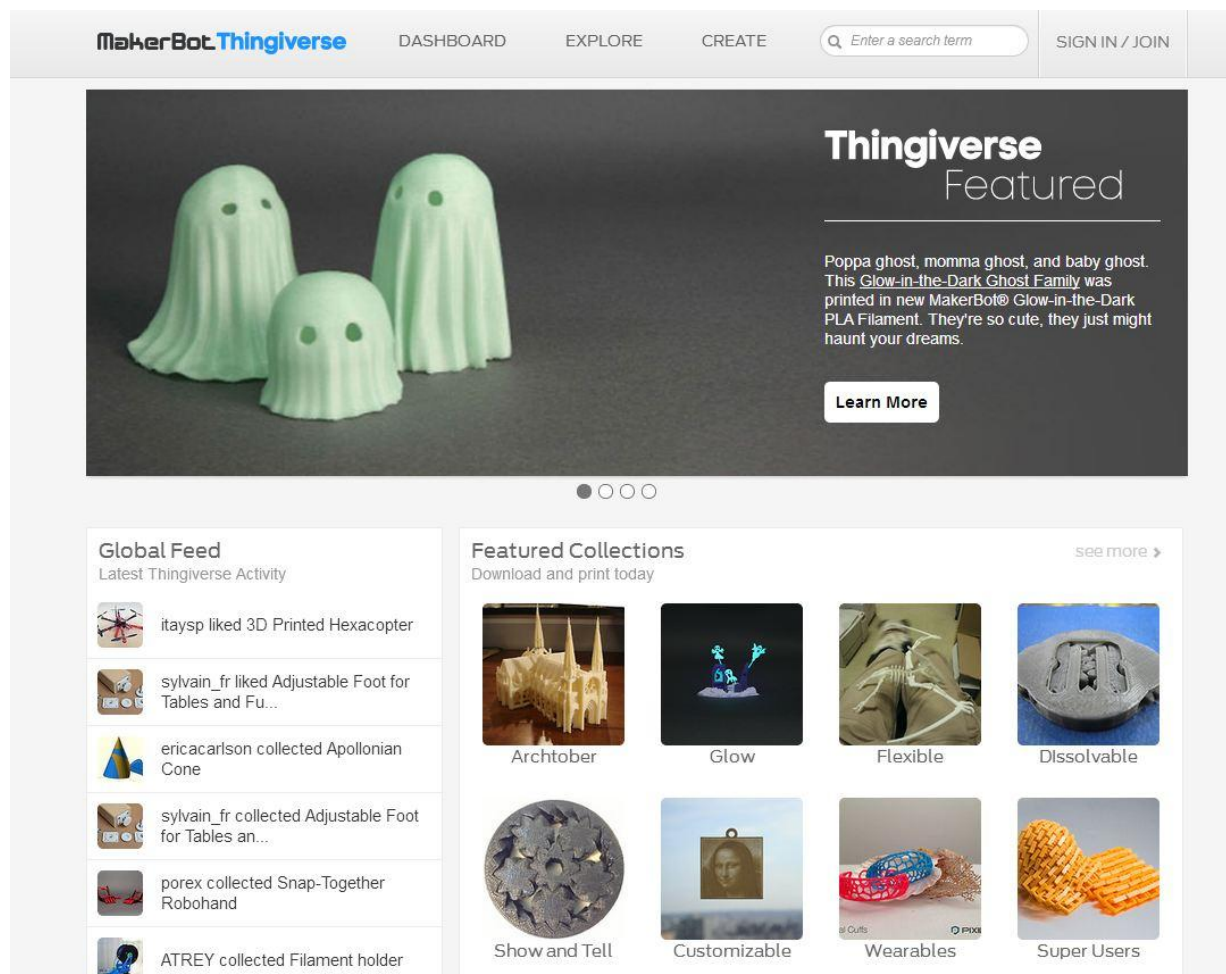 MakerBot.Thingiverse
DASHBOARD
EXPLORE
CREATE
Enter a search term
SIGN IN / JOIN
Thingiverse
Featured
Poppa ghost, momma ghost, and baby ghost.
This Glow-in-the-Dark Ghost Family was
printed in new MakerBot® Glow-in-the-Dark
PLA Filament. They're so cute, they just might
haunt your dreams.
Learn More
Global Feed
Latest Thingiverse Activity
itaysp liked 3D Printed Hexacopter
sylvain_fr liked Adjustable Foot for
Tables and Fu...
ericacarlson collected Apollonian
Cone
sylvain_fr collected Adjustable Foot
for Tables an...
porex collected Snap-Together
Robohand
ATREY collected Filament holder
Featured Collections
Download and print today
see more
Archtober
Glow
Flexible
DIssolvable
Show and Tell
Customizable
al Cuffs
PIXI
Wearables
Super Users